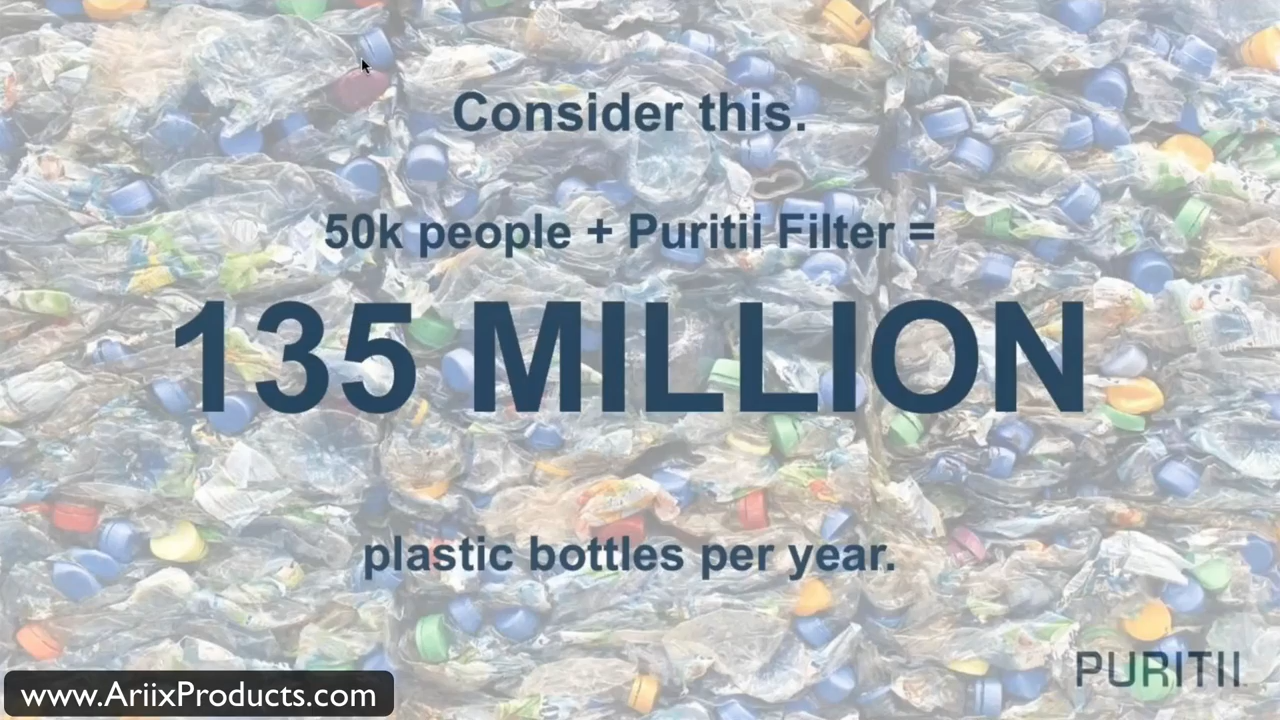 Consider this.
50k people + Puritii Filter =
135 MILLION
plastic bottles per year.
PURITII
www.AriixProducts.com